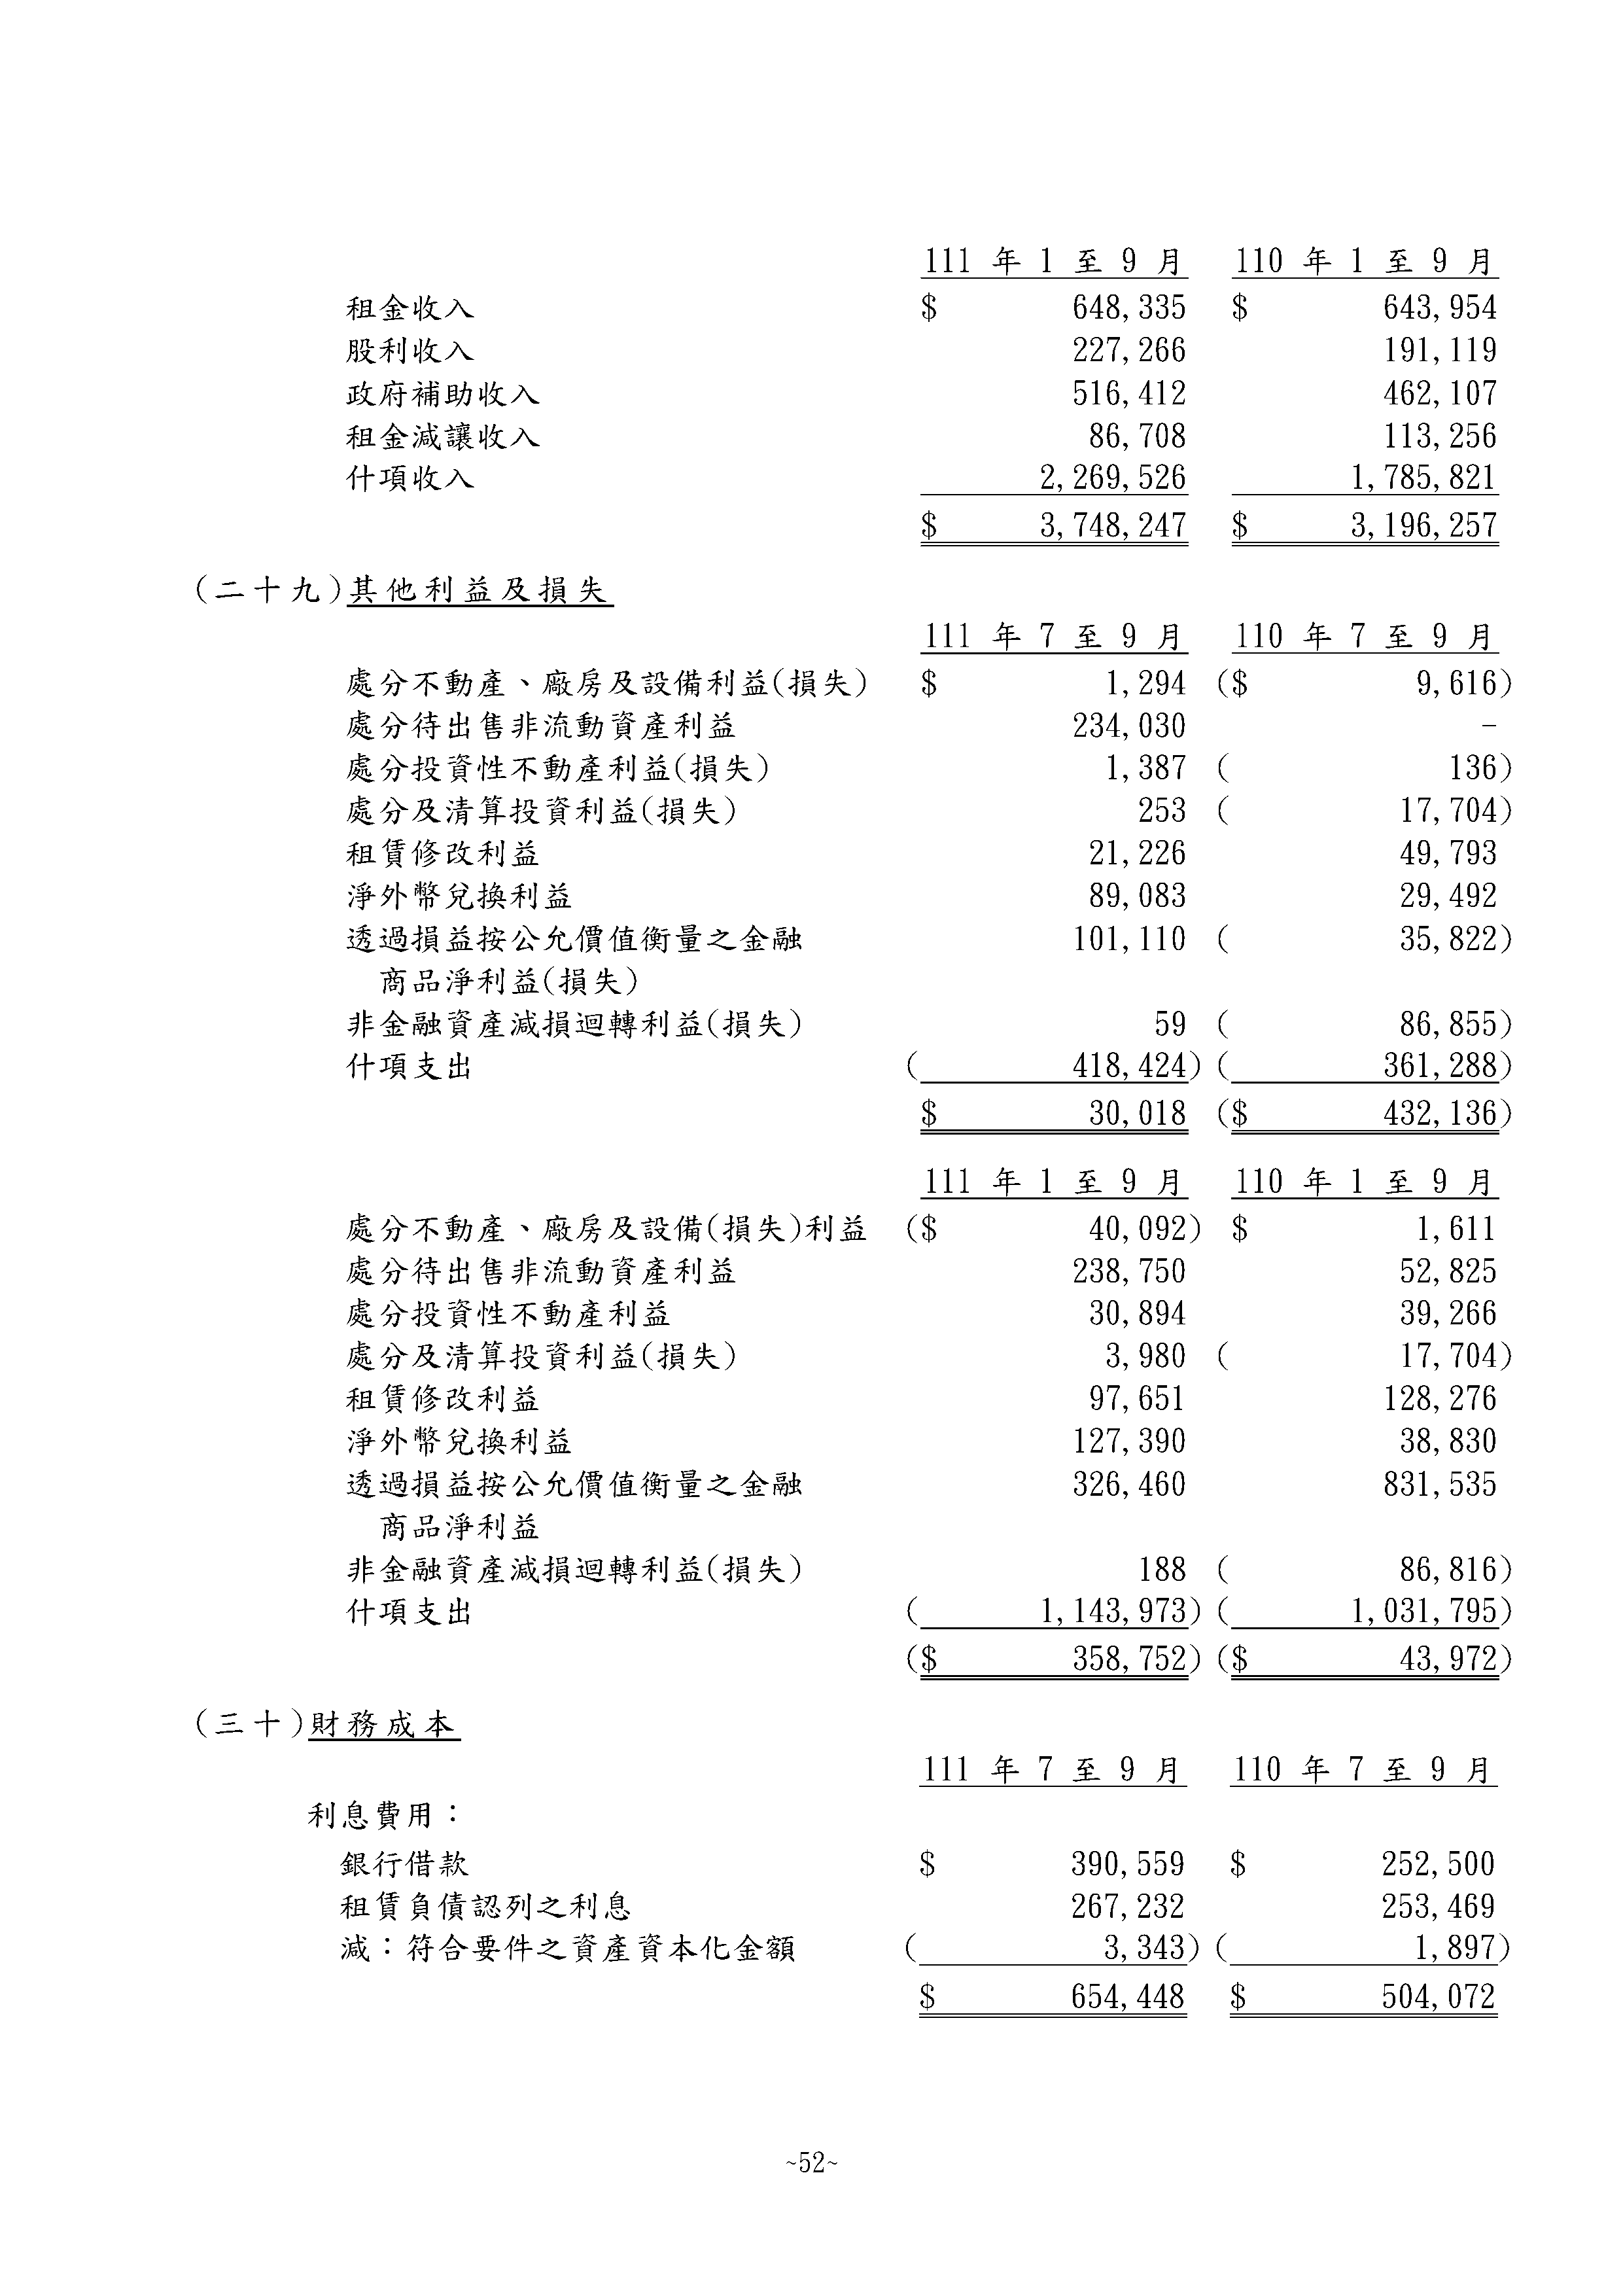 111 年 1 至 9 月 110 年 1 至 9 月
租金收入 $ 648,335 $ 643,954
股利收入 227,266 191,119
政府補助收入 516,412 462,107
租金減讓收入 86,708 113,256
什項收入 2,269,526 1,785,821
$ 3,748,247 $ 3,196,257
(二十九)其他利益及損失
111 年 7 至 9 月 110 年 7 至 9 月
處分不動產、廠房及設備利益(損失) $ 1,294 ($ 9,616)
處分待出售非流動資產利益 234,030 -
處分投資性不動產利益(損失) 1,387 ( 136)
處分及清算投資利益(損失) 253 ( 17,704)
租賃修改利益 21,226 49,793
淨外幣兌換利益 89,083 29,492
透過損益按公允價值衡量之金融 101,110 ( 35,822)
商品淨利益(損失)
非金融資產減損迴轉利益(損失) 59 ( 86,855)
什項支出 ( 418,424) ( 361,288)
$ 30,018 ($ 432,136)
111 年 1 至 9 月 110 年 1 至 9 月
處分不動產、廠房及設備(損失)利益 ($ 40,092) $ 1,611
處分待出售非流動資產利益 238,750 52,825
處分投資性不動產利益 30,894 39,266
處分及清算投資利益(損失) 3,980 ( 17,704)
租賃修改利益 97,651 128,276
淨外幣兌換利益 127,390 38,830
透過損益按公允價值衡量之金融 326,460 831,535
商品淨利益
非金融資產減損迴轉利益(損失) 188 ( 86,816)
什項支出 ( 1,143,973) ( 1,031,795)
($ 358,752) ($ 43,972)
(三十)財務成本
111 年 7 至 9 月 110 年 7 至 9 月
利息費用：
銀行借款 $ 390,559 $ 252,500
租賃負債認列之利息 267,232 253,469
減：符合要件之資產資本化金額 ( 3,343) ( 1,897)
$ 654,448 $ 504,072
~52~